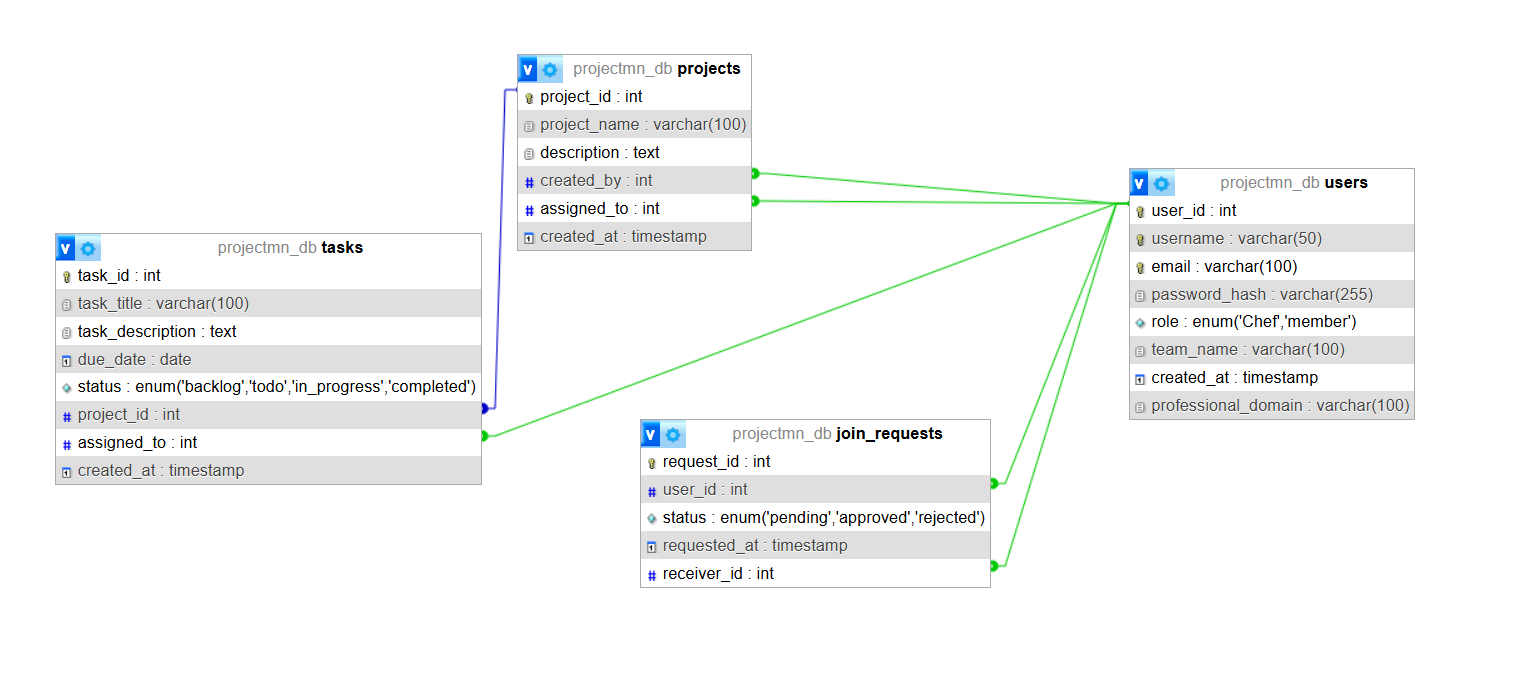 v projectmn_db projects
project_id : int
project_name : varchar(100)
description : text
created_by : int
assigned_to : int
created_at : timestamp
v projectmn_db users
user_id : int
username : varchar(50)
email : varchar(100)
password_hash : varchar(255)
role : enum('Chef','member')
team_name : varchar(100)
created_at : timestamp
professional_domain : varchar(100)
v projectmn_db tasks
task_id : int
task_title : varchar(100)
task_description : text
due_date : date
status : enum('backlog','todo','in_progress','completed')
# project_id : int
# assigned_to : int
created_at : timestamp
v projectmn_db join_requests
request_id : int
# user_id : int
status : enum('pending','approved','rejected')
requested_at : timestamp
# receiver_id : int